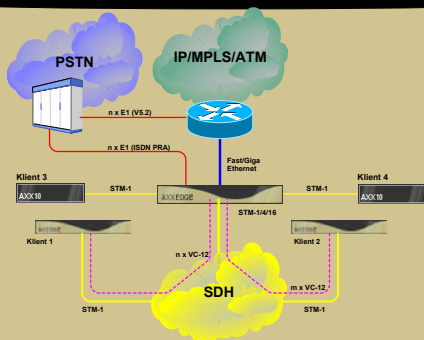 PSTN
IP/MPLS/ATM
n x E1 (V5.2)
n x E1 (ISDN PRA)
Fast/Giga
Ethernet
Klient 3
STM-1
STM-1
Klient 4
AXX10
AXXEDGE
AXX10
STM-1/4/16
Klient 1
Klient 2
n x VC-12
SDH
m x VC-12
STM-1
STM-1